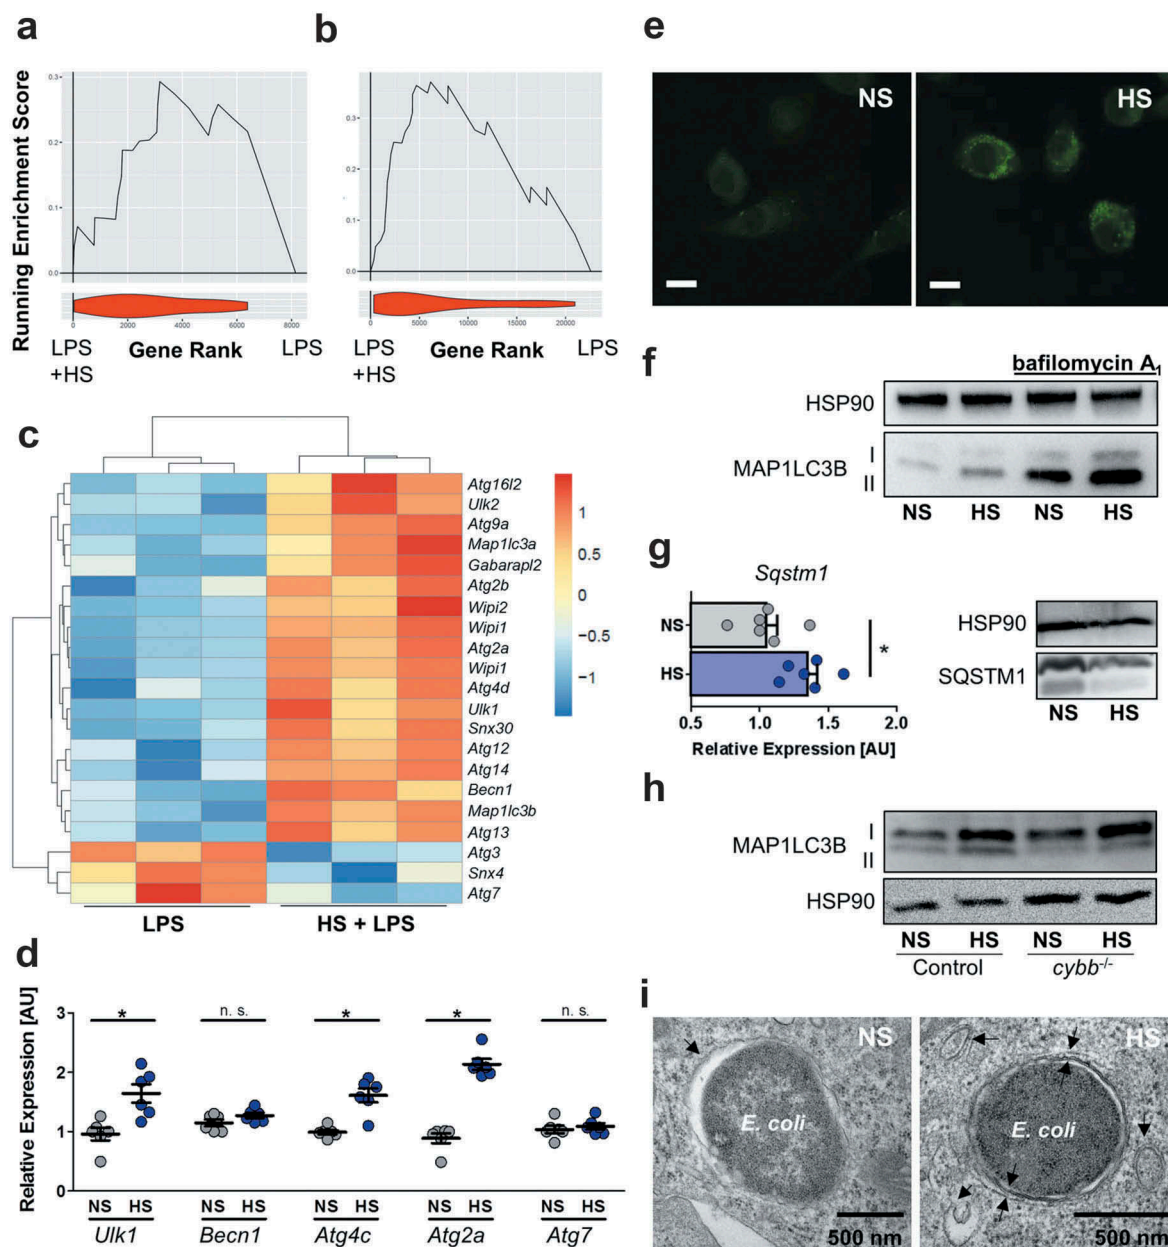 a
Running Enrichment Score
0.3
0.2
0.1
0.0
0
2000
4000
6000
8000
LPS
+HS
Gene Rank
LPS
b
0.3
0.2
0.1
0.0
0
5000
10000
15000
20000
LPS
+HS
Gene Rank
LPS
c
Atg16l2
Ulk2
Atg9a
Map1lc3a
Gabarapl2
Atg2b
Wipi2
Wipi1
Atg2a
Wipi1
Atg4d
Ulk1
Snx30
Atg12
Atg14
Becn1
Map1lc3b
Atg13
Atg3
Snx4
Atg7
1
0.5
0
−0.5
−1
LPS
HS + LPS
d
Relative Expression [AU]
3
2
1
0
* n. s. * * n. s.
NS HS NS HS NS HS NS HS NS HS
Ulk1 Becn1 Atg4c Atg2a Atg7
e
NS
HS
f
bafilomycin A1
HSP90
MAP1LC3B
I
II
NS HS NS HS
g
Sqstm1
NS
HS
*
0.5 1.0 1.5 2.0
Relative Expression [AU]
HSP90
SQSTM1
NS HS
h
MAP1LC3B
I
II
HSP90
NS HS NS HS
Control cybb-/-
i
NS
E. coli
500 nm
HS
E. coli
500 nm